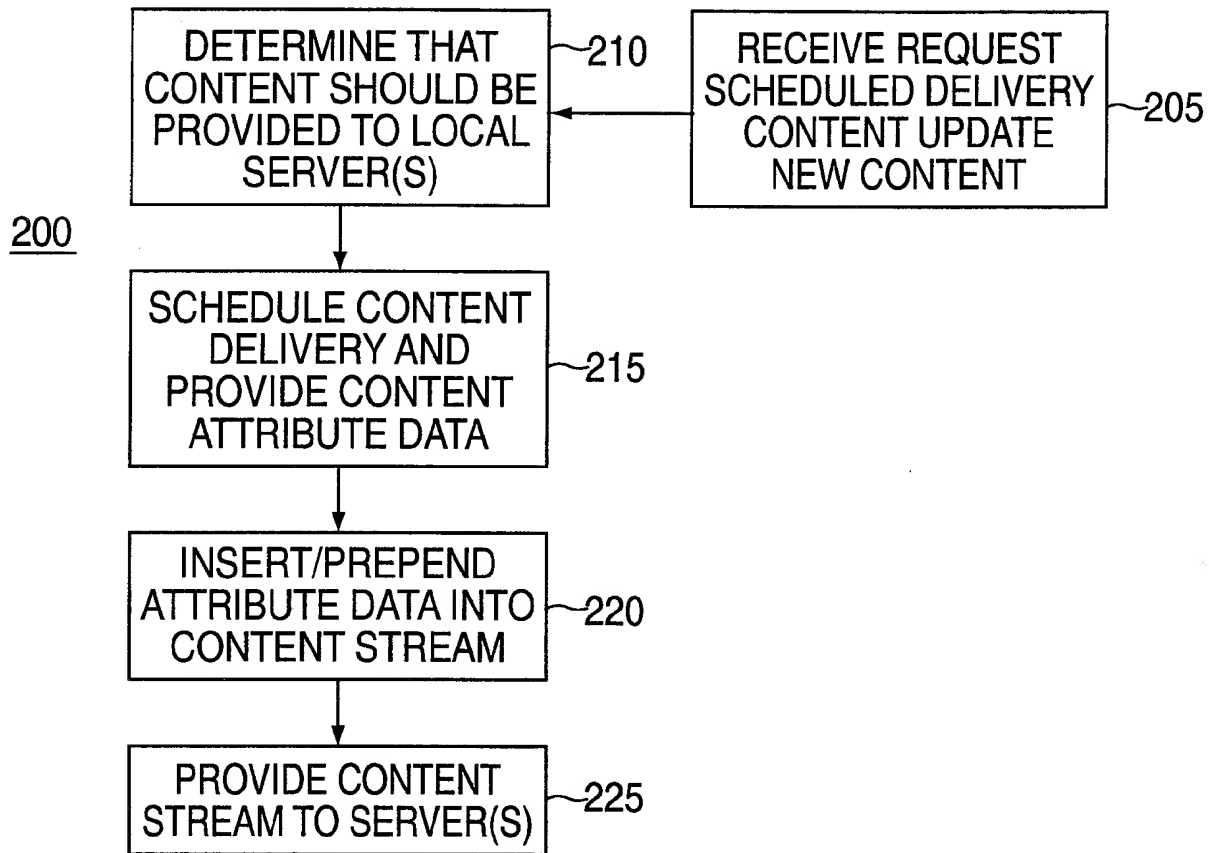 DETERMINE THAT
CONTENT SHOULD BE
PROVIDED TO LOCAL
SERVER(S)
210
RECEIVE REQUEST
SCHEDULED DELIVERY
CONTENT UPDATE
NEW CONTENT
205
200
SCHEDULE CONTENT
DELIVERY AND
PROVIDE CONTENT
ATTRIBUTE DATA
215
INSERT/PREPEND
ATTRIBUTE DATA INTO
CONTENT STREAM
220
PROVIDE CONTENT
STREAM TO SERVER(S)
225